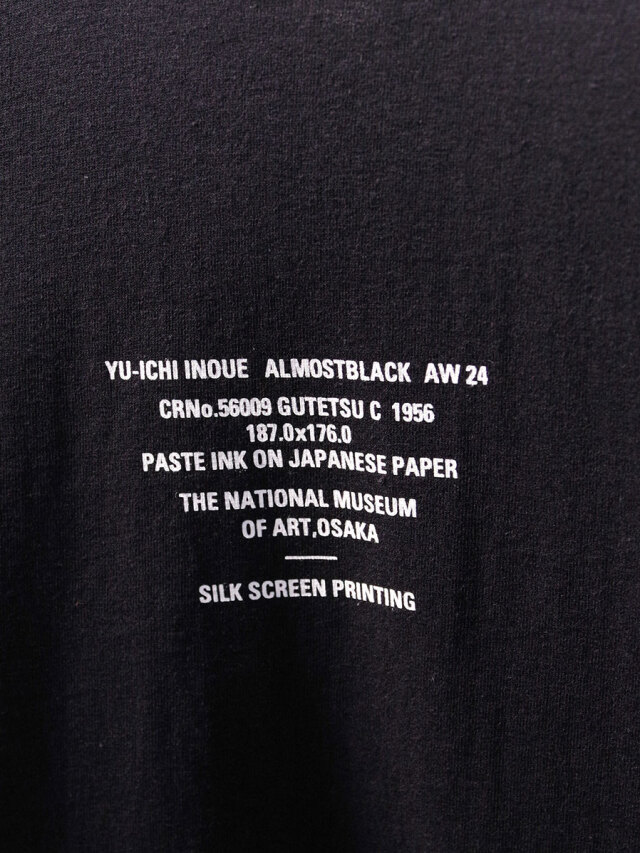 YU-ICHI INOUE ALMOSTBLACK AW 24
CRNo.56009 GUTETSU C 1956
187.0x176.0
PASTE INK ON JAPANESE PAPER
THE NATIONAL MUSEUM
OF ART,OSAKA
SILK SCREEN PRINTING